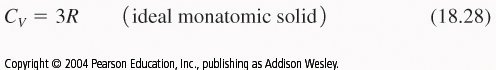 C_V = 3R (ideal monatomic solid) (18.28)
Copyright © 2004 Pearson Education, Inc., publishing as Addison Wesley.